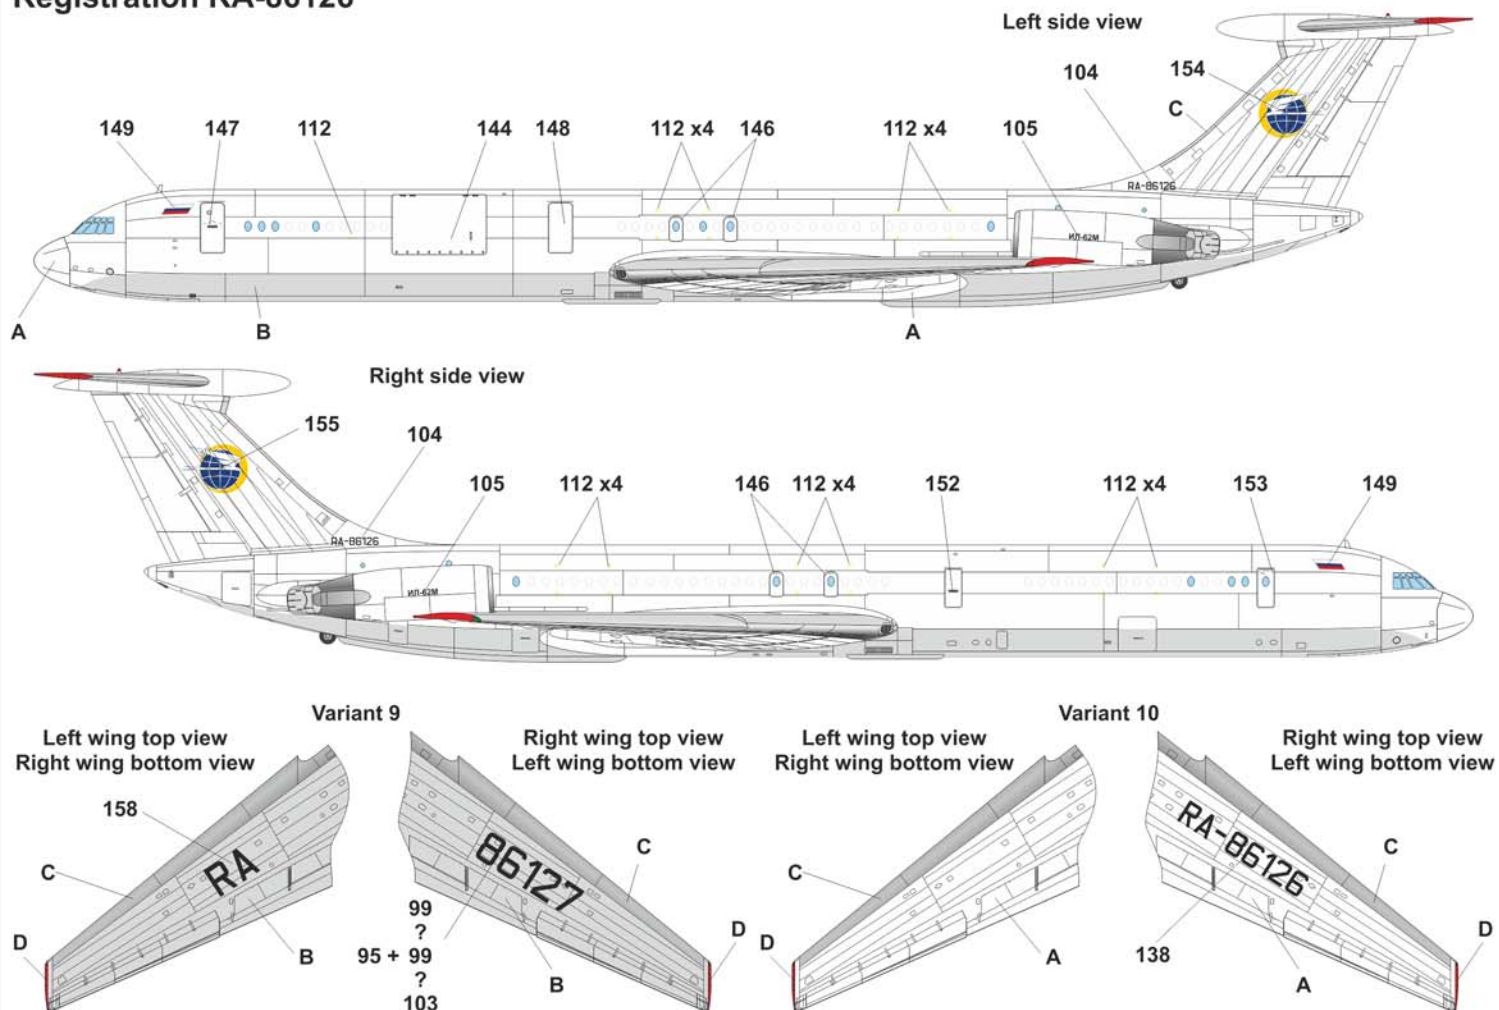 Registration RA-86126
Left side view
104
154
C
149
147
112
144
148
112 x4
146
112 x4
105
RA-86126
ИЛ-62М
A
B
A
Right side view
155
104
105
112 x4
146
112 x4
152
112 x4
153
149
RA-86126
ИЛ-62М
Variant 9
Left wing top view
Right wing bottom view
Right wing top view
Left wing bottom view
158
C
RA
D
B
86127
C
99
?
95 + 99
?
103
B
D
Variant 10
Left wing top view
Right wing bottom view
Right wing top view
Left wing bottom view
C
D
A
RA-86126
C
138
A
D